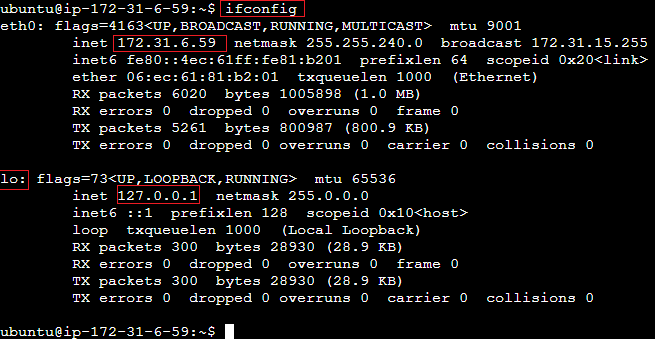 ubuntu@ip-172-31-6-59:~$ ifconfig
eth0: flags=4163<UP,BROADCAST,RUNNING,MULTICAST>  mtu 9001
        inet 172.31.6.59  netmask 255.255.240.0  broadcast 172.31.15.255
        inet6 fe80::4ec:61ff:fe81:b201  prefixlen 64  scopeid 0x20<link>
        ether 06:ec:61:81:b2:01  txqueuelen 1000  (Ethernet)
        RX packets 6020  bytes 1005898 (1.0 MB)
        RX errors 0  dropped 0  overruns 0  frame 0
        TX packets 5261  bytes 800987 (800.9 KB)
        TX errors 0  dropped 0 overruns 0  carrier 0  collisions 0

lo: flags=73<UP,LOOPBACK,RUNNING>  mtu 65536
        inet 127.0.0.1  netmask 255.0.0.0
        inet6 ::1  prefixlen 128  scopeid 0x10<host>
        loop  txqueuelen 1000  (Local Loopback)
        RX packets 300  bytes 28930 (28.9 KB)
        RX errors 0  dropped 0  overruns 0  frame 0
        TX packets 300  bytes 28930 (28.9 KB)
        TX errors 0  dropped 0 overruns 0  carrier 0  collisions 0

ubuntu@ip-172-31-6-59:~$